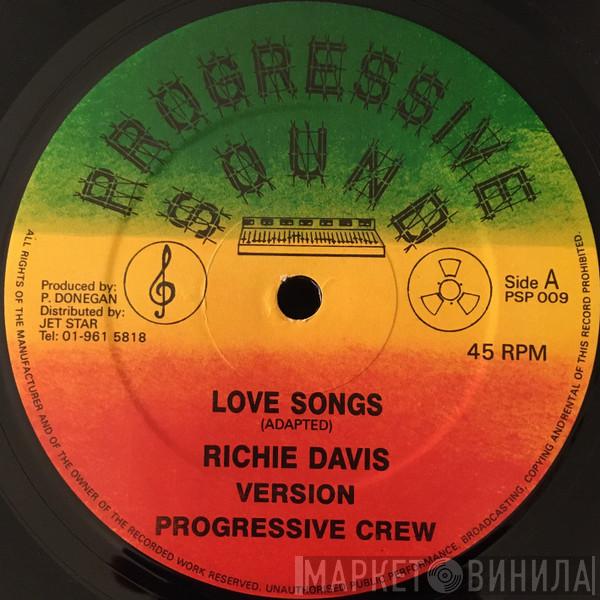 PROGRESSIVE
SOUNDS
Produced by:
P. DONEGAN
Distributed by:
JET STAR
Tel: 01-961 5818
Side A
PSP 009
45 RPM
LOVE SONGS
(ADAPTED)
RICHIE DAVIS
VERSION
PROGRESSIVE CREW
ALL RIGHTS OF THE MANUFACTURER AND OF THE OWNER OF THE RECORDED WORK RESERVED. UNAUTHORISED PUBLIC PERFORMANCE, BROADCASTING, COPYING AND RENTAL OF THIS RECORD PROHIBITED.
МАРКЕТ ВИНИЛА